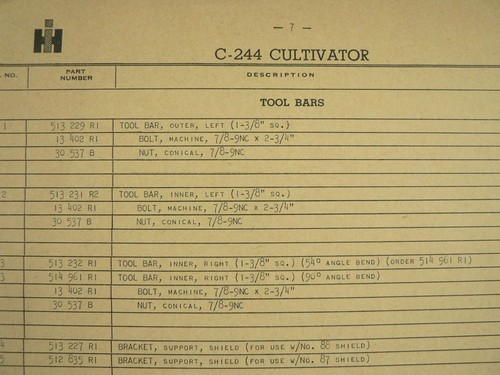 — 7 —
IH
C-244 CULTIVATOR
NO. PART NUMBER DESCRIPTION
TOOL BARS
1 513 229 R1 TOOL BAR, OUTER, LEFT (1-3/8" SQ.)
13 402 R1 BOLT, MACHINE, 7/8-9NC x 2-3/4"
30 537 B NUT, CONICAL, 7/8-9NC
2 513 231 R2 TOOL BAR, INNER, LEFT (1-3/8" SQ.)
13 402 R1 BOLT, MACHINE, 7/8-9NC x 2-3/4"
30 537 B NUT, CONICAL, 7/8-9NC
3 513 232 R1 TOOL BAR, INNER, RIGHT (1-3/8" SQ.) (54° ANGLE BEND) (ORDER 514 961 R1)
3 514 961 R1 TOOL BAR, INNER, RIGHT (1-3/8" SQ.) (90° ANGLE BEND)
13 402 R1 BOLT, MACHINE, 7/8-9NC x 2-3/4"
30 537 B NUT, CONICAL, 7/8-9NC
4 513 227 R1 BRACKET, SUPPORT, SHIELD (FOR USE W/No. 86 SHIELD)
5 512 835 R1 BRACKET, SUPPORT, SHIELD (FOR USE W/No. 87 SHIELD)